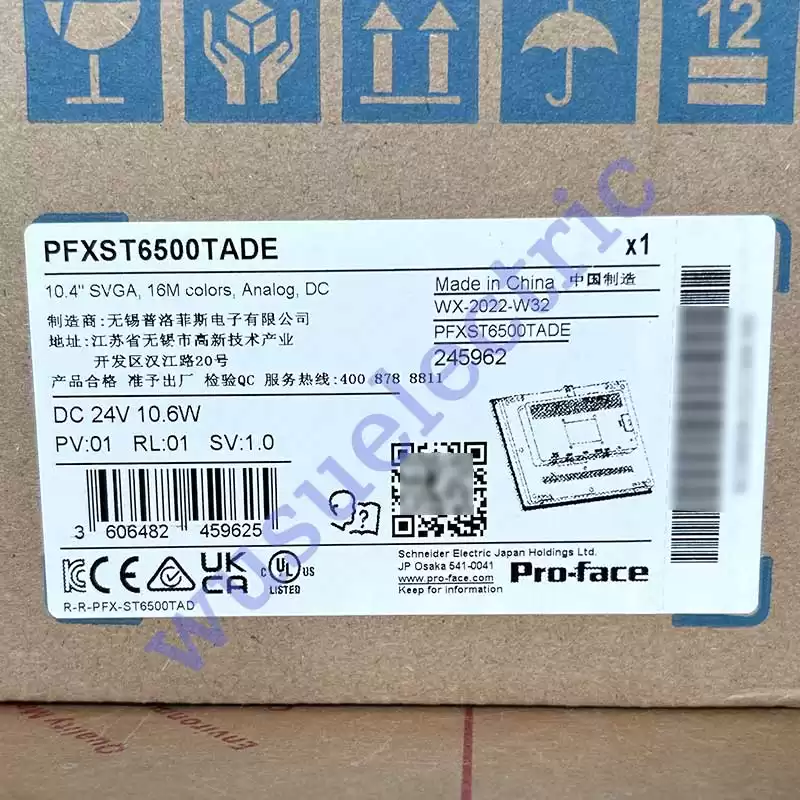 12
PFXST6500TADE x1
10.4" SVGA, 16M colors, Analog, DC
Made in China 中国制造
制造商:无锡普洛菲斯电子有限公司
WX-2022-W32
地址:江苏省无锡市高新技术产业
PFXST6500TADE
开发区汉江路20号
245962
产品合格 准予出厂 检验QC 服务热线:400 878 8811
DC 24V 10.6W
PV:01 RL:01 SV:1.0
3 606482 459625
?
Schneider Electric Japan Holdings Ltd.
JP Osaka 541-0041
www.pro-face.com
Keep for information
Pro-face
CE UK CA C UL US LISTED
R-R-PFX-ST6500TAD
wusuelectric
Quality M
Environm